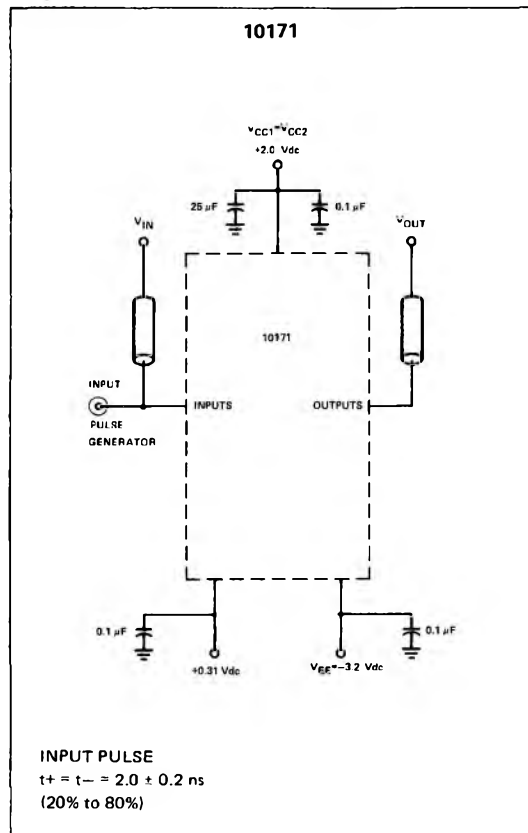 10171
VCC1=VCC2
+2.0 Vdc
25 µF
0.1 µF
VIN
VOUT
10171
INPUT
INPUTS
OUTPUTS
PULSE
GENERATOR
0.1 µF
0.1 µF
+0.31 Vdc
VEE=−3.2 Vdc
INPUT PULSE
t+ = t− = 2.0 ± 0.2 ns
(20% to 80%)